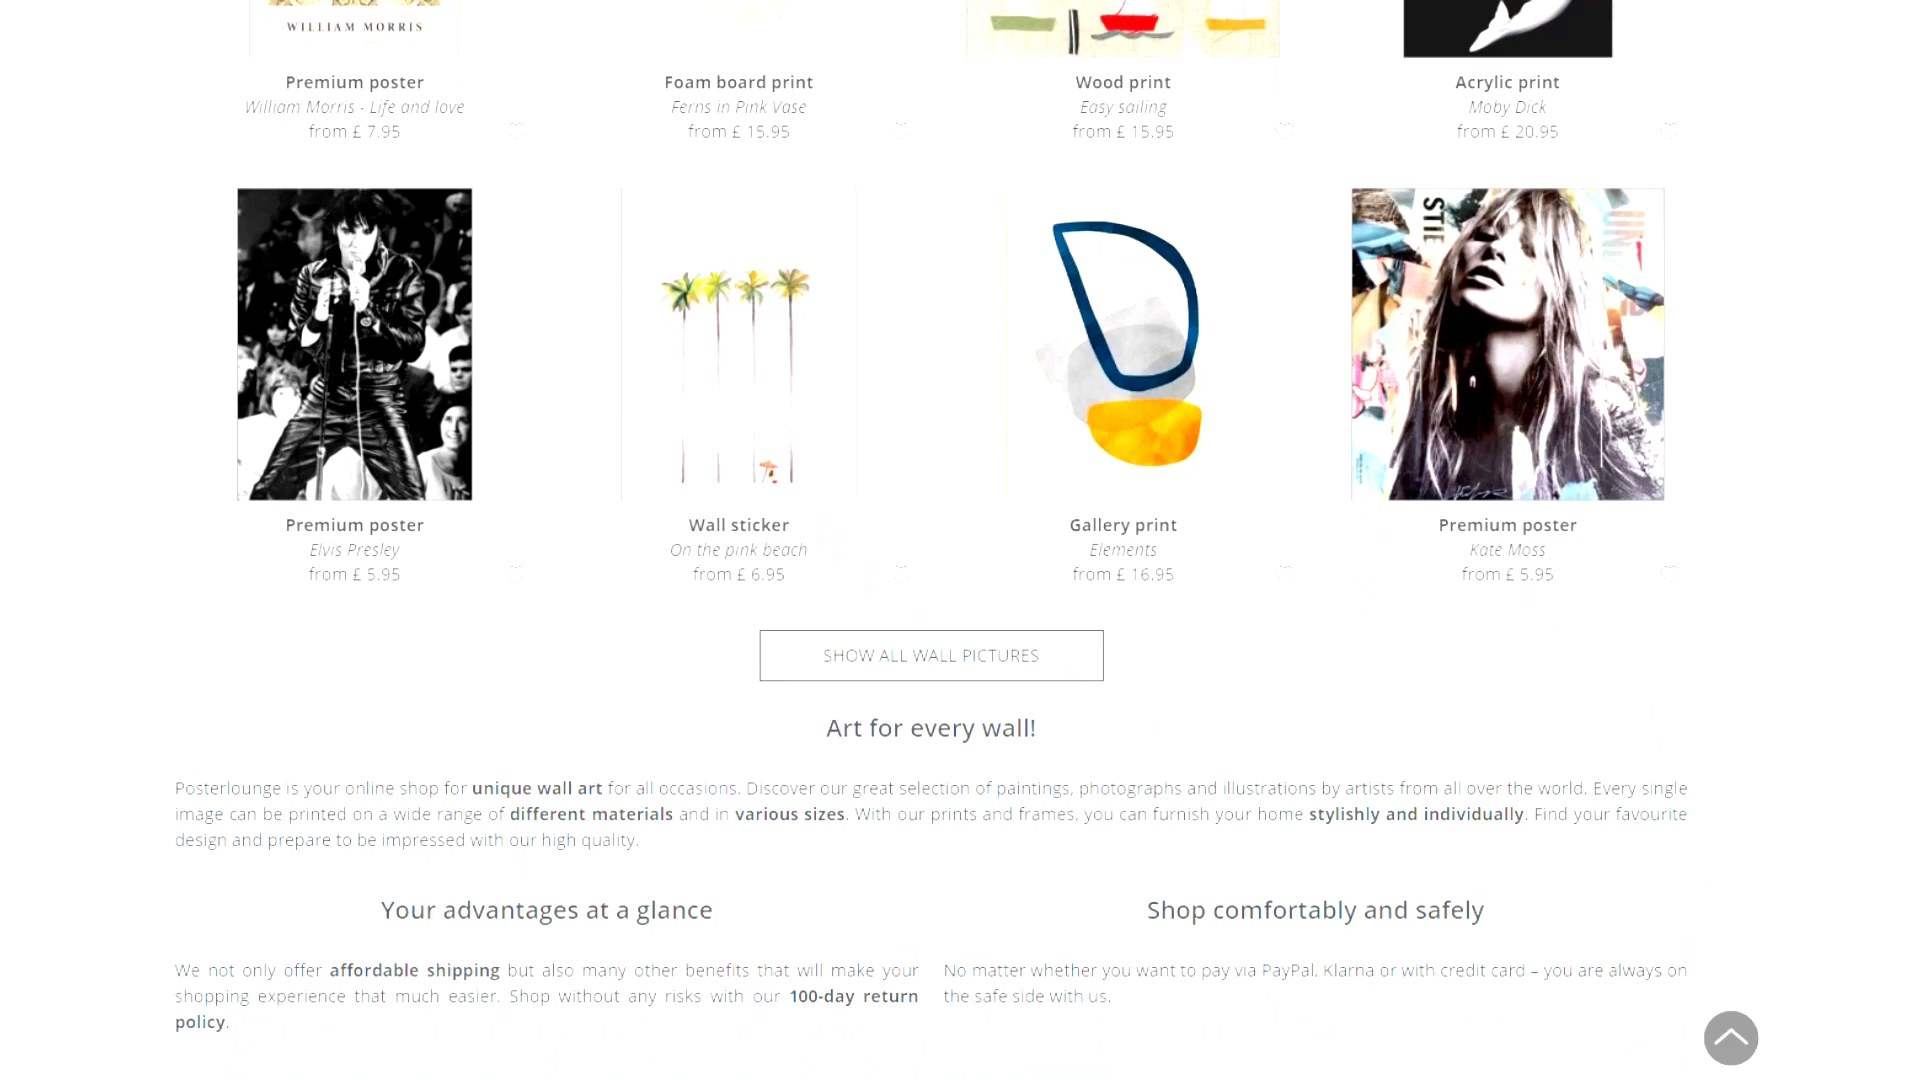 WILLIAM MORRIS
Premium poster
William Morris - Life and love
from £ 7.95
Foam board print
Ferns in Pink Vase
from £ 15.95
Wood print
Easy sailing
from £ 15.95
Acrylic print
Moby Dick
from £ 20.95
STIE
Premium poster
Elvis Presley
from £ 5.95
Wall sticker
On the pink beach
from £ 6.95
Gallery print
Elements
from £ 16.95
Premium poster
Kate Moss
from £ 5.95
SHOW ALL WALL PICTURES
Art for every wall!
Posterlounge is your online shop for unique wall art for all occasions. Discover our great selection of paintings, photographs and illustrations by artists from all over the world. Every single
image can be printed on a wide range of different materials and in various sizes. With our prints and frames, you can furnish your home stylishly and individually. Find your favourite
design and prepare to be impressed with our high quality.
Your advantages at a glance
We not only offer affordable shipping but also many other benefits that will make your
shopping experience that much easier. Shop without any risks with our 100-day return
policy.
Shop comfortably and safely
No matter whether you want to pay via PayPal, Klarna or with credit card – you are always on
the safe side with us.